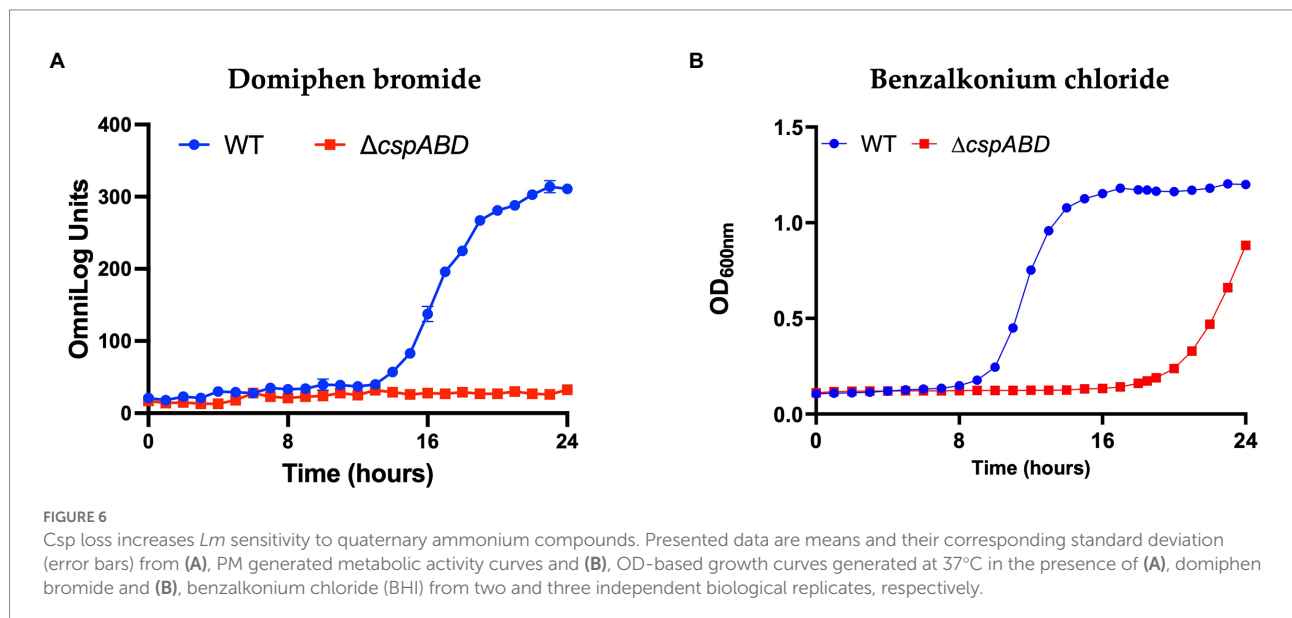 A
Domiphen bromide
WT
ΔcspABD
OmniLog Units
400
300
200
100
0
0 8 16 24
Time (hours)
B
Benzalkonium chloride
WT
ΔcspABD
OD600nm
1.5
1.0
0.5
0.0
0 8 16 24
Time (hours)
FIGURE 6
Csp loss increases Lm sensitivity to quaternary ammonium compounds. Presented data are means and their corresponding standard deviation
(error bars) from (A), PM generated metabolic activity curves and (B), OD-based growth curves generated at 37°C in the presence of (A), domiphen
bromide and (B), benzalkonium chloride (BHI) from two and three independent biological replicates, respectively.